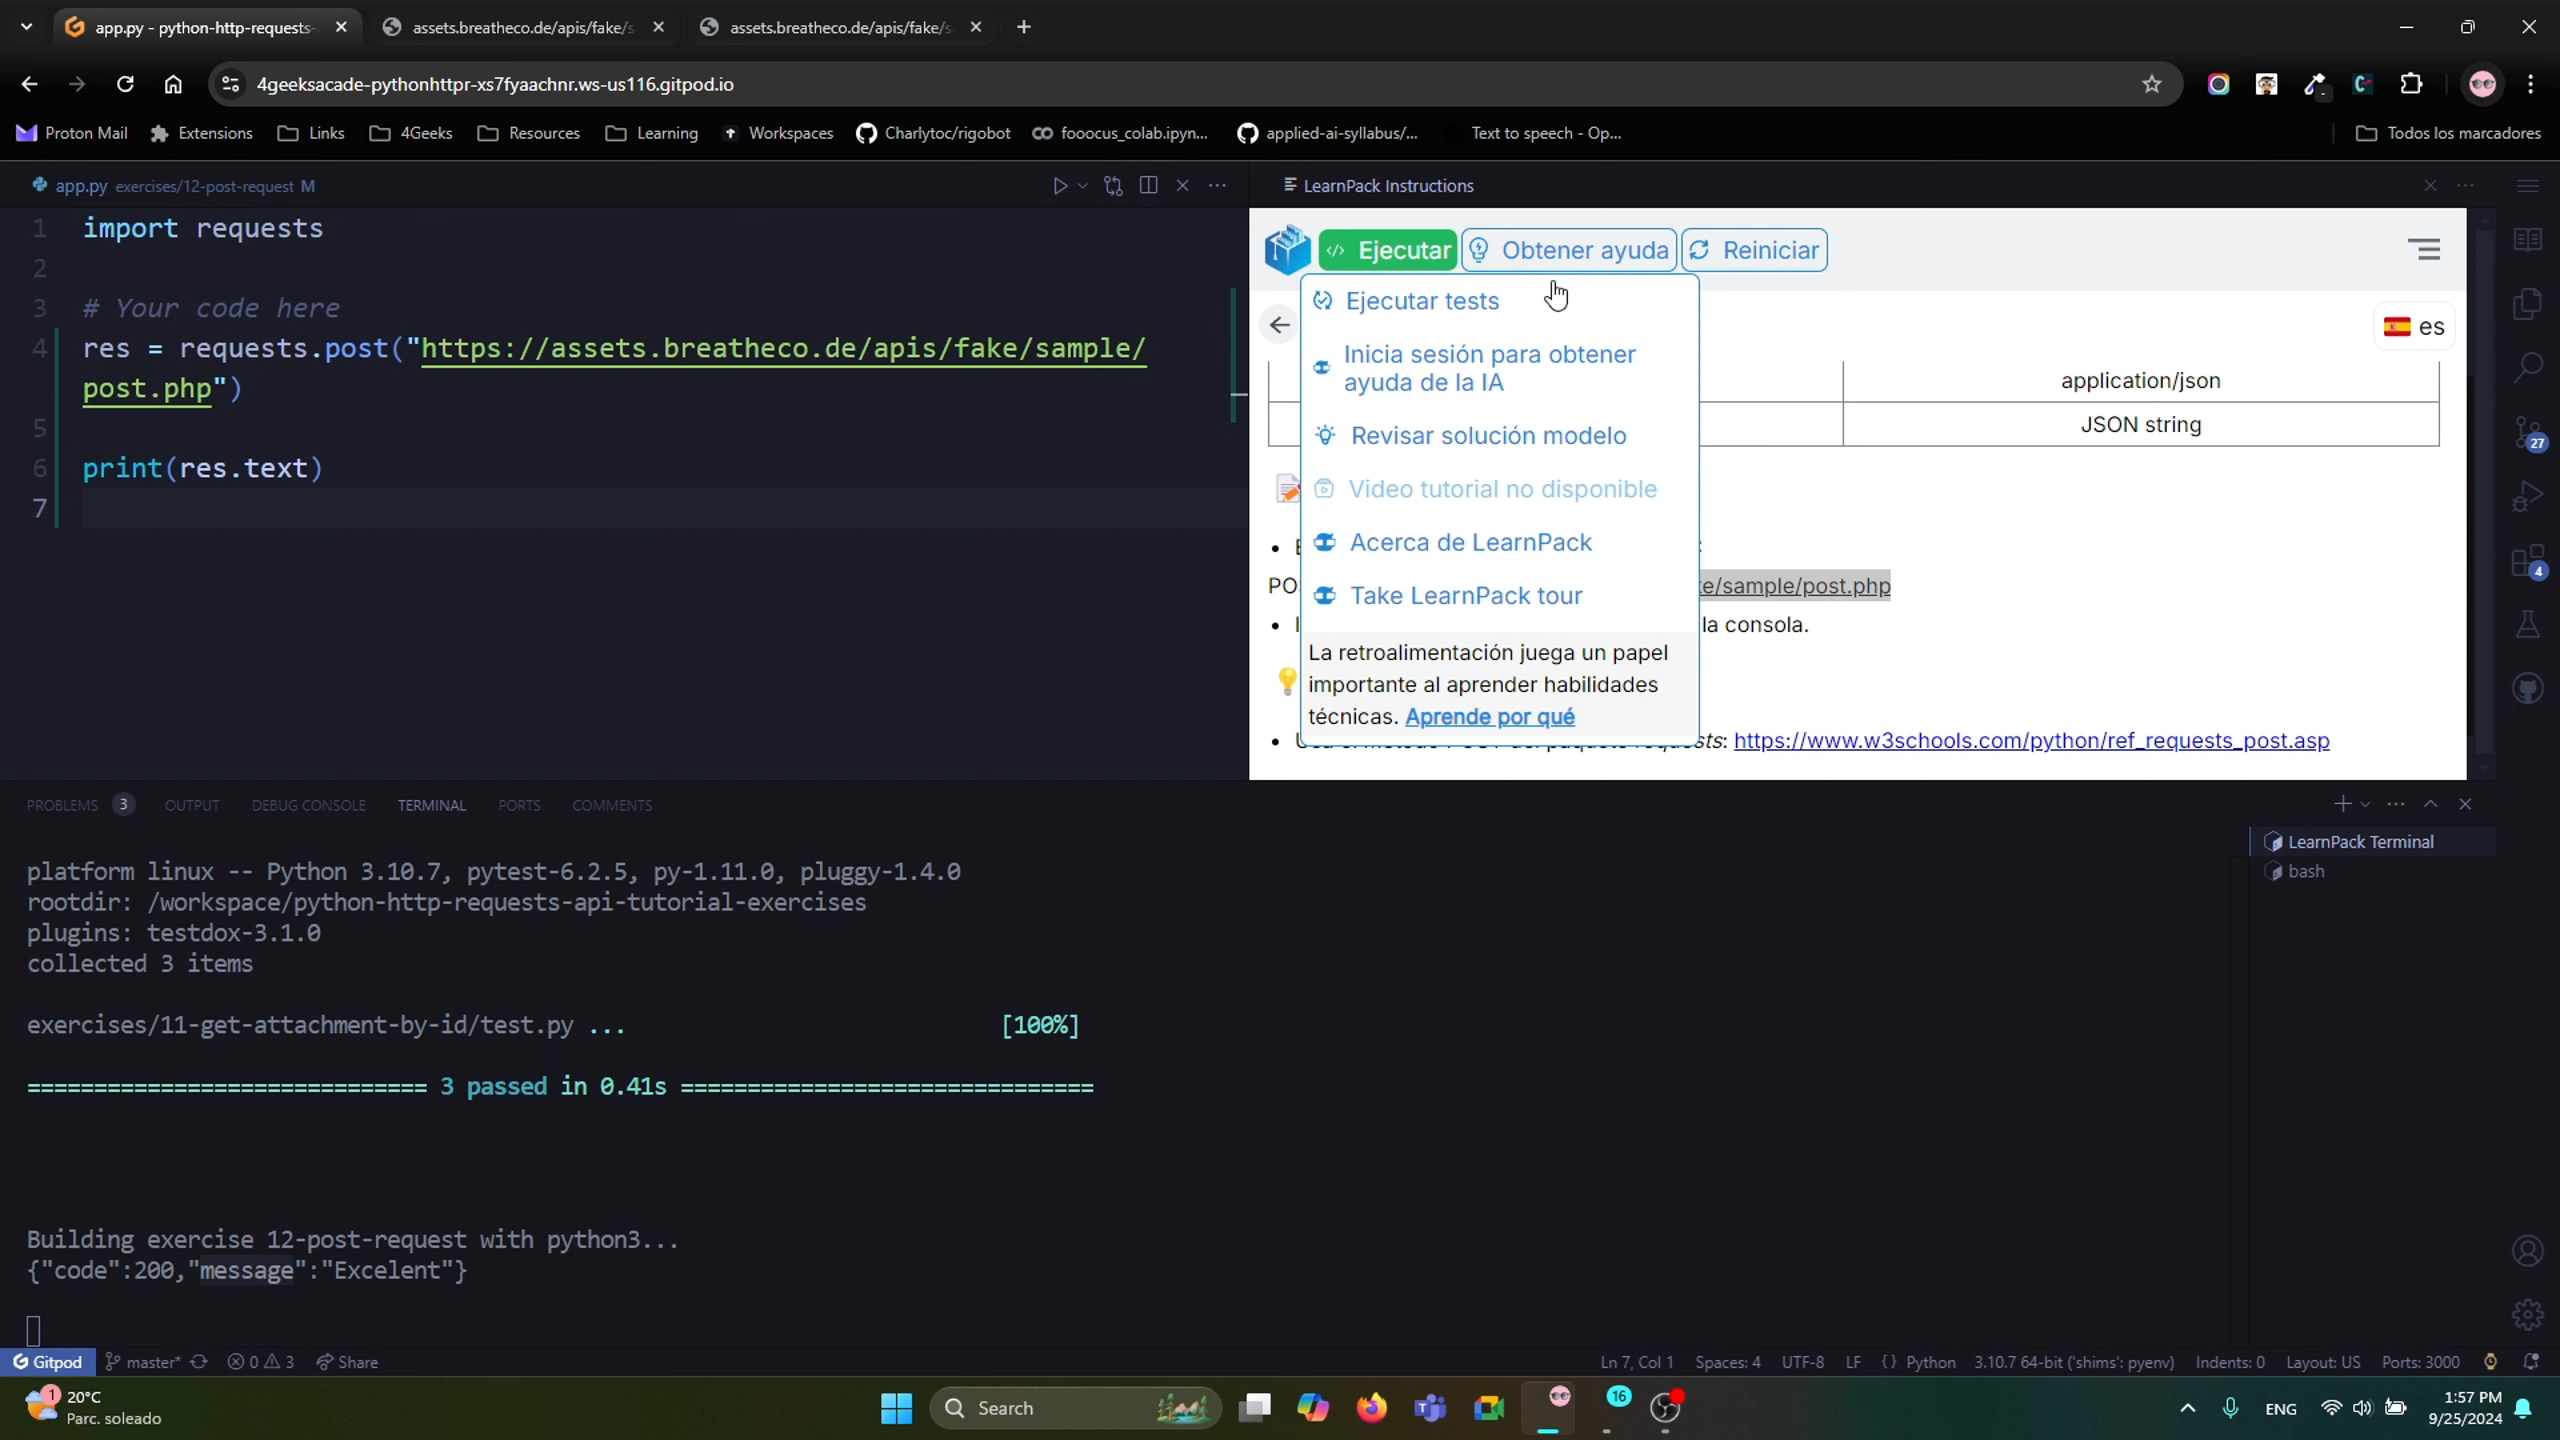 app.py - python-http-requests-
assets.breatheco.de/apis/fake/s
assets.breatheco.de/apis/fake/s
4geeksacade-pythonhttpr-xs7fyaachnr.ws-us116.gitpod.io
Proton Mail
Extensions
Links
4Geeks
Resources
Learning
Workspaces
Charlytoc/rigobot
fooocus_colab.ipyn...
applied-ai-syllabus/...
Text to speech - Op...
Todos los marcadores
app.py exercises/12-post-request M
LearnPack Instructions
1 import requests
2
3 # Your code here
4 res = requests.post("https://assets.breatheco.de/apis/fake/sample/
post.php")
5
6 print(res.text)
7
</> Ejecutar
Obtener ayuda
Reiniciar
Ejecutar tests
Inicia sesión para obtener
ayuda de la IA
Revisar solución modelo
Video tutorial no disponible
Acerca de LearnPack
Take LearnPack tour
La retroalimentación juega un papel
importante al aprender habilidades
técnicas. Aprende por qué
es
application/json
JSON string
PO
e/sample/post.php
la consola.
https://www.w3schools.com/python/ref_requests_post.asp
27
4
PROBLEMS 3 OUTPUT DEBUG CONSOLE TERMINAL PORTS COMMENTS
LearnPack Terminal
bash
platform linux -- Python 3.10.7, pytest-6.2.5, py-1.11.0, pluggy-1.4.0
rootdir: /workspace/python-http-requests-api-tutorial-exercises
plugins: testdox-3.1.0
collected 3 items
exercises/11-get-attachment-by-id/test.py ... [100%]
============================== 3 passed in 0.41s ===============================
Building exercise 12-post-request with python3...
{"code":200,"message":"Excelent"}
Gitpod master* 0 3 Share
Ln 7, Col 1 Spaces: 4 UTF-8 LF {} Python 3.10.7 64-bit ('shims': pyenv) Indents: 0 Layout: US Ports: 3000
1
20°C
Parc. soleado
Search
16
ENG
1:57 PM
9/25/2024